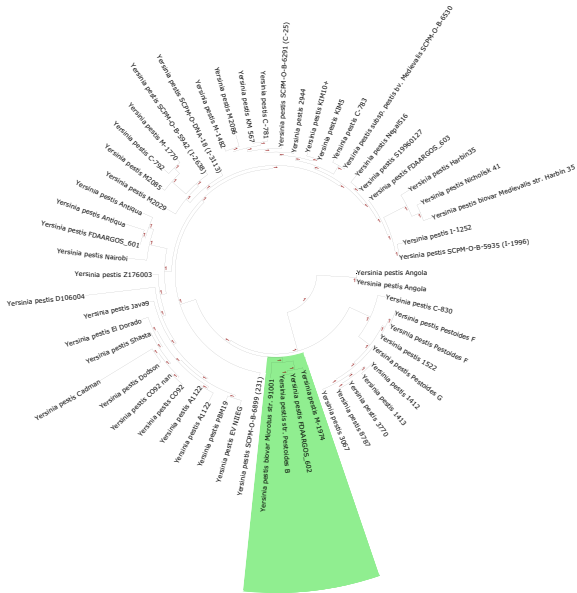 Yersinia pestis Angola
Yersinia pestis Angola
Yersinia pestis C-830
Yersinia pestis Pestoides F
Yersinia pestis Pestoides F
Yersinia pestis 1522
Yersinia pestis Pestoides G
Yersinia pestis 1412
Yersinia pestis 1413
Yersinia pestis 3770
Yersinia pestis 8787
Yersinia pestis 3067
Yersinia pestis M-1974
Yersinia pestis FDAARGOS_602
Yersinia pestis str. Pestoides B
Yersinia pestis biovar Microtus str. 91001
Yersinia pestis SCPM-O-B-6899 (231)
Yersinia pestis EV NIIEG
Yersinia pestis PBM19
Yersinia pestis A1122
Yersinia pestis A1122
Yersinia pestis CO92
Yersinia pestis CO92
Yersinia pestis Dodson
Yersinia pestis Cadman
Yersinia pestis Shasta
Yersinia pestis El Dorado
Yersinia pestis Java9
Yersinia pestis D106004
Yersinia pestis Z176003
Yersinia pestis Nairobi
Yersinia pestis FDAARGOS_601
Yersinia pestis Antiqua
Yersinia pestis Antiqua
Yersinia pestis M2029
Yersinia pestis M2085
Yersinia pestis C-792
Yersinia pestis M-1770
Yersinia pestis SCPM-O-B-5942 (I-2638)
Yersinia pestis SCPM-O-DNA-18 (I-3113)
Yersinia pestis M-1482
Yersinia pestis M2086
Yersinia pestis KM 567
Yersinia pestis C-781
Yersinia pestis SCPM-O-B-6291 (C-25)
Yersinia pestis 2944
Yersinia pestis KIM10+
Yersinia pestis KIM5
Yersinia pestis C-783
Yersinia pestis subsp. pestis bv. Medievalis SCPM-O-B-6530
Yersinia pestis Nepal516
Yersinia pestis S19960127
Yersinia pestis FDAARGOS_603
Yersinia pestis Harbin35
Yersinia pestis Nicholisk 41
Yersinia pestis biovar Medievalis str. Harbin 35
Yersinia pestis I-1252
Yersinia pestis SCPM-O-B-5935 (I-1996)